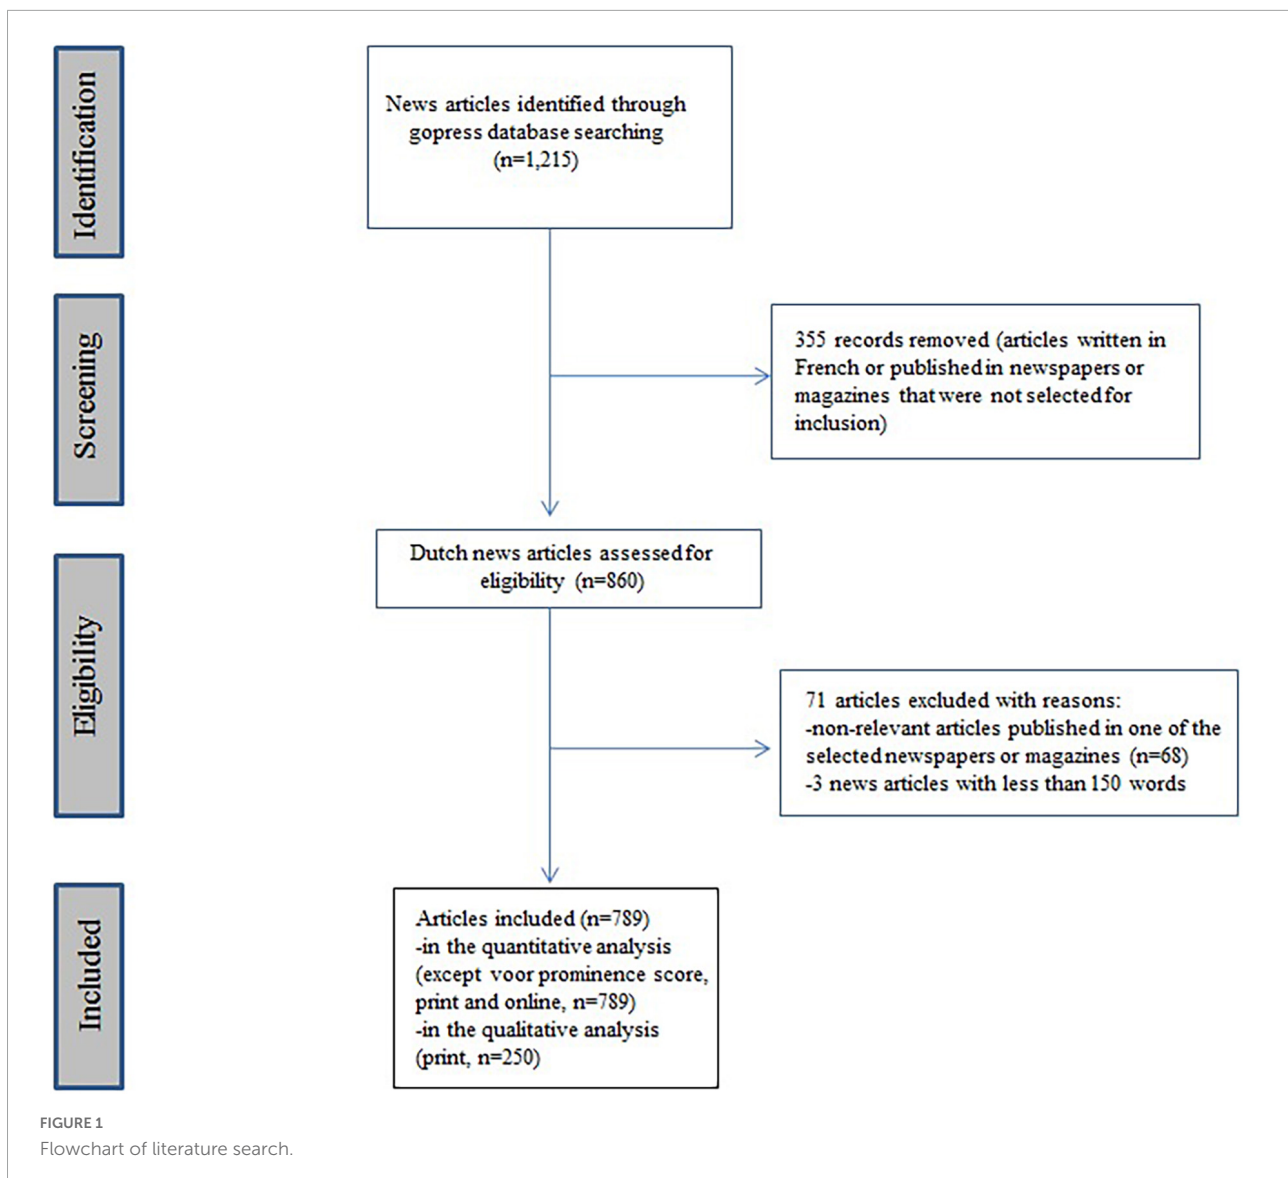 Identification
News articles identified through
gopress database searching
(n=1,215)
Screening
355 records removed (articles written in
French or published in newspapers or
magazines that were not selected for
inclusion)
Dutch news articles assessed for
eligibility (n=860)
Eligibility
71 articles excluded with reasons:
-non-relevant articles published in one of the
selected newspapers or magazines (n=68)
-3 news articles with less than 150 words
Included
Articles included (n=789)
-in the quantitative analysis
(except voor prominence score,
print and online, n=789)
-in the qualitative analysis
(print, n=250)
FIGURE 1
Flowchart of literature search.